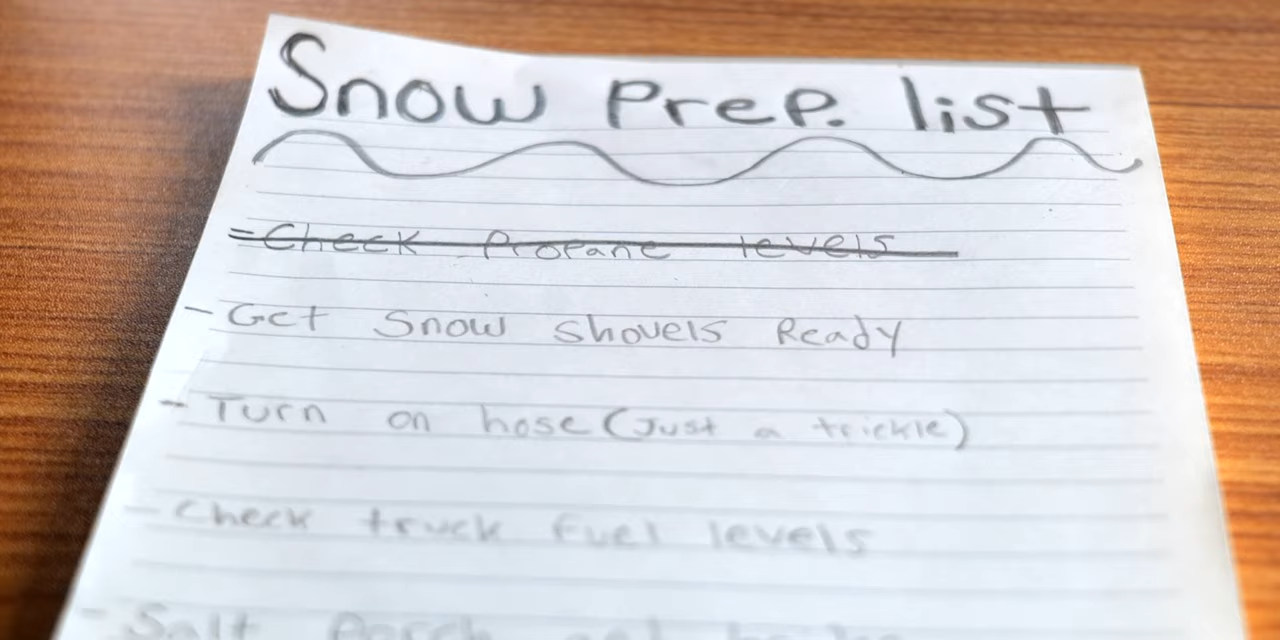 Snow Prep. list
- Check Propane levels
- Get Snow shovels Ready
- Turn on hose (Just a trickle)
- Check truck fuel levels
- Salt Porch